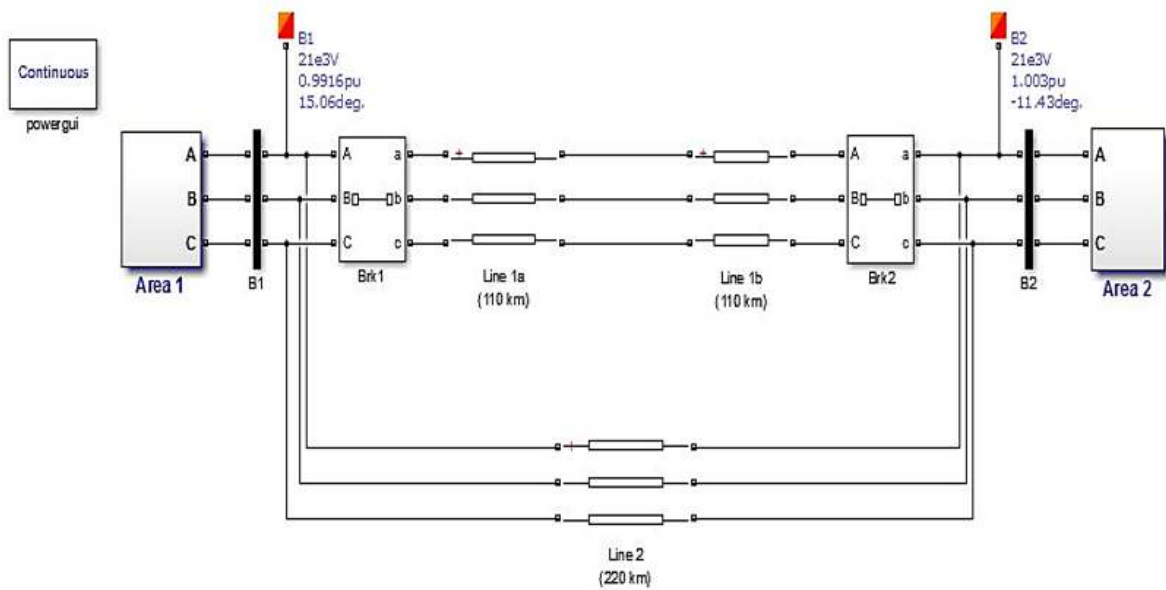 B1
21e3V
0.9916pu
15.06deg.
B2
21e3V
1.003pu
-11.43deg.
Continuous
powergui
A
B
C
Area 1
B1
A
B
C
a
b
c
Brk1
+
Line 1a
(110 km)
+
Line 1b
(110 km)
A
B
C
a
b
c
Brk2
B2
A
B
C
Area 2
+
Line 2
(220 km)